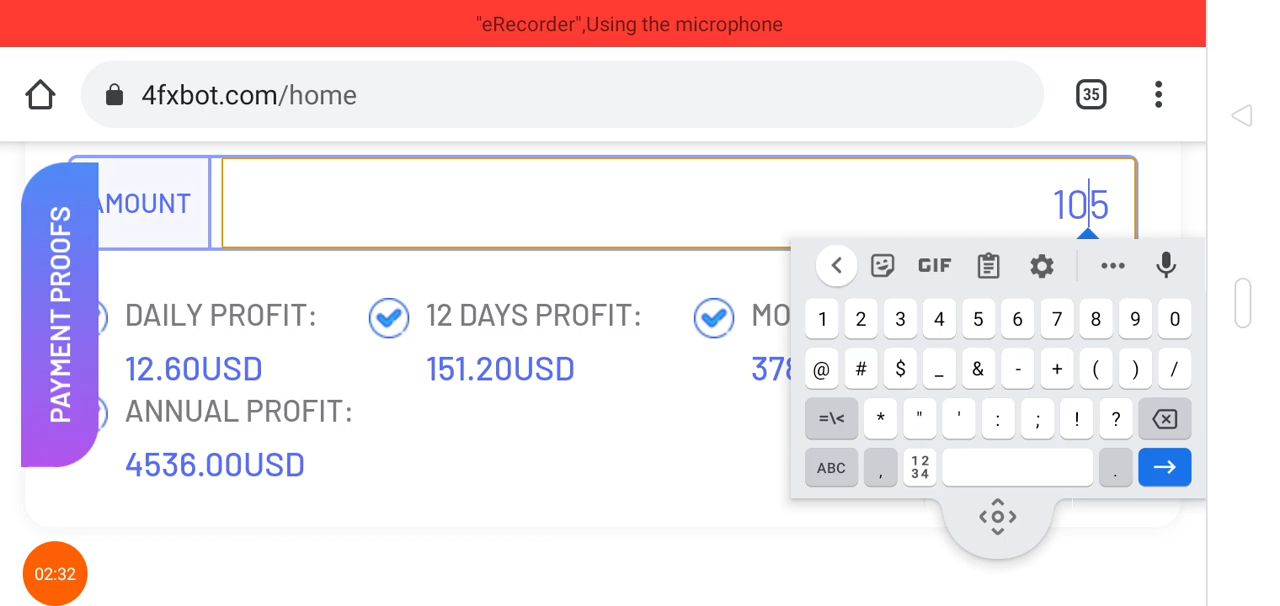 "eRecorder",Using the microphone
4fxbot.com/home
35
AMOUNT
105
PAYMENT PROOFS
DAILY PROFIT:
12.60USD
12 DAYS PROFIT:
151.20USD
MO
378
ANNUAL PROFIT:
4536.00USD
GIF
1 2 3 4 5 6 7 8 9 0
@ # $ _ & - + ( ) /
=\< * " ' : ; ! ?
ABC , 12 34 .
02:32